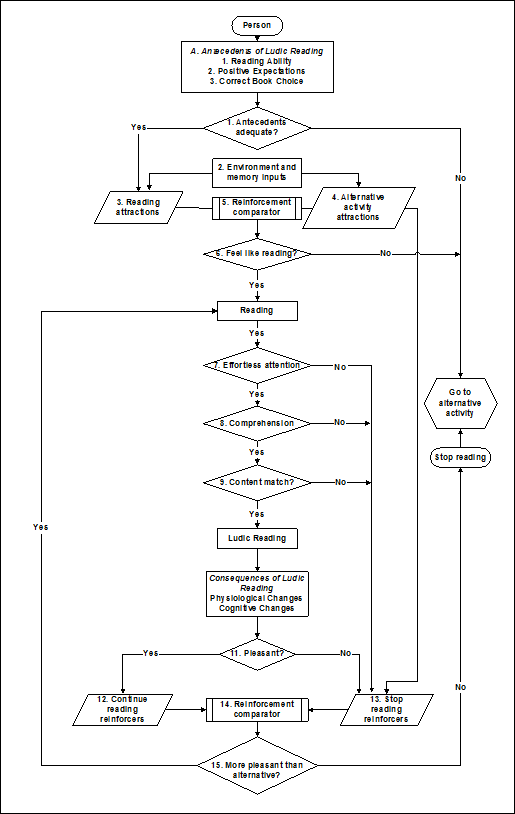 Person
A. Antecedents of Ludic Reading
1. Reading Ability
2. Positive Expectations
3. Correct Book Choice
1. Antecedents
adequate?
Yes
No
2. Environment and
memory inputs
3. Reading
attractions
5. Reinforcement
comparator
4. Alternative
activity
attractions
6. Feel like reading?
No
Yes
Reading
Yes
7. Effortless attention
No
Yes
8. Comprehension
No
Yes
9. Content match?
No
Yes
Go to
alternative
activity
Stop reading
Yes
Ludic Reading
Consequences of Ludic
Reading
Physiological Changes
Cognitive Changes
11. Pleasant?
Yes
No
No
12. Continue
reading
reinforcers
14. Reinforcement
comparator
13. Stop
reading
reinforcers
15. More pleasant than
alternative?